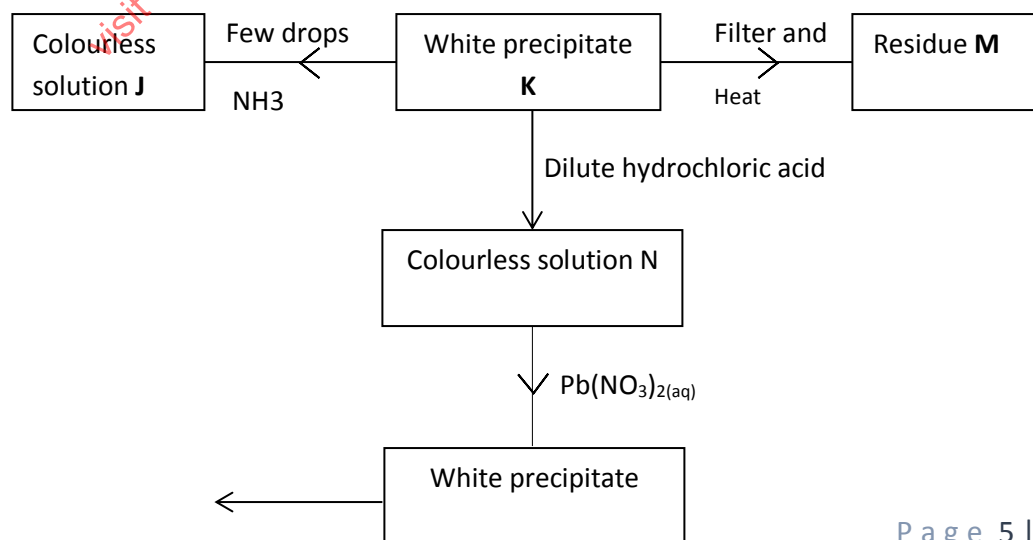 visit
Colourless
solution J
Few drops
NH3
White precipitate
K
Filter and
Heat
Residue M
Dilute hydrochloric acid
Colourless solution N
Pb(NO3)2(aq)
White precipitate
Page 5 |